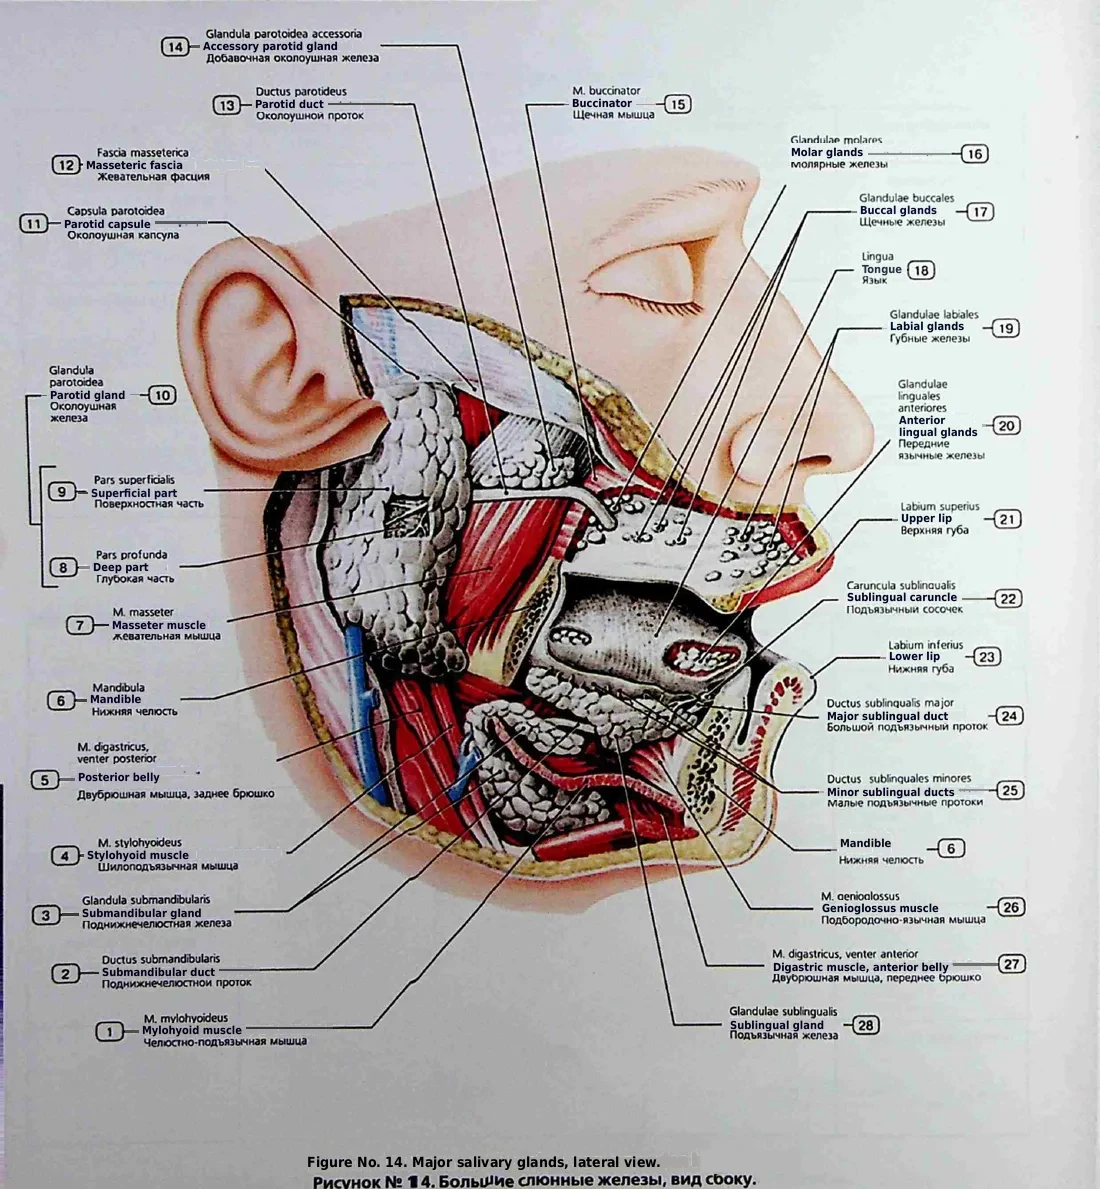 Glandula parotoidea accessoria
14 Accessory parotid gland
Добавочная околоушная железа
Ductus parotideus
13 Parotid duct
Околоушной проток
M. buccinator
Buccinator 15
Щечная мышца
Fascia masseterica
12 Masseteric fascia
Жевательная фасция
Glandulae molares
Molar glands 16
Молярные железы
Capsula parotoidea
11 Parotid capsule
Околоушная капсула
Glandulae buccales
Buccal glands 17
Щечные железы
Lingua
Tongue 18
Язык
Glandulae labiales
Labial glands 19
Губные железы
Glandula
parotoidea
Parotid gland 10
Околоушная
железа
Glandulae
linguales
anteriores
Anterior
lingual glands 20
Передние
язычные железы
Pars superficialis
9 Superficial part
Поверхностная часть
Labium superius
Upper lip 21
Верхняя губа
Pars profunda
8 Deep part
Глубокая часть
Caruncula sublingualis
Sublingual caruncle 22
Подъязычный сосочек
M. masseter
7 Masseter muscle
Жевательная мышца
Labium inferius
Lower lip 23
Нижняя губа
Mandibula
6 Mandible
Нижняя челюсть
Ductus sublingualis major
Major sublingual duct 24
Большой подъязычный проток
M. digastricus,
venter posterior
5 Posterior belly
Двубрюшная мышца, заднее брюшко
Ductus sublinguales minores
Minor sublingual ducts 25
Малые подъязычные протоки
M. stylohyoideus
4 Stylohyoid muscle
Шилоподъязычная мышца
Mandible 6
Нижняя челюсть
Glandula submandibularis
3 Submandibular gland
Поднижнечелюстная железа
M. genioglossus
Genioglossus muscle 26
Подбородочно-язычная мышца
Ductus submandibularis
2 Submandibular duct
Поднижнечелюстной проток
M. digastricus, venter anterior
Digastric muscle, anterior belly 27
Двубрюшная мышца, переднее брюшко
M. mylohyoideus
1 Mylohyoid muscle
Челюстно-подъязычная мышца
Glandulae sublingualis
Sublingual gland 28
Подъязычная железа
Figure No. 14. Major salivary glands, lateral view.
Рисунок № 14. Большие слюнные железы, вид сбоку.